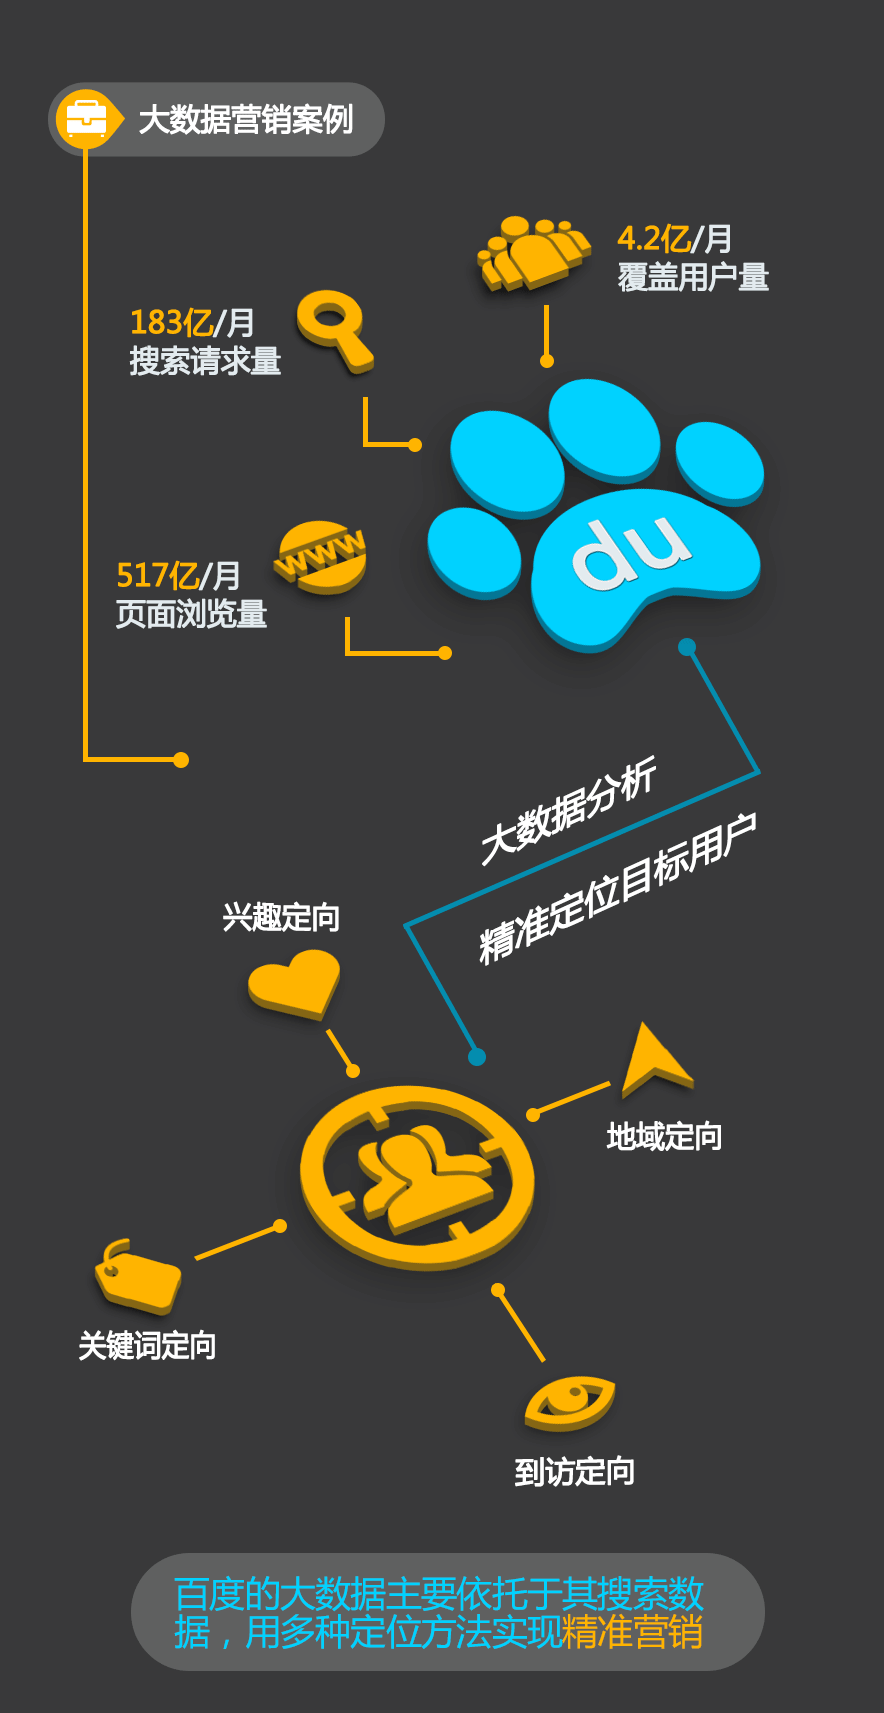 大数据营销案例
4.2亿/月
覆盖用户量
183亿/月
搜索请求量
du
WWW
517亿/月
页面浏览量
大数据分析
精准定位目标用户
兴趣定向
地域定向
关键词定向
到访定向
百度的大数据主要依托于其搜索数
据，用多种定位方法实现精准营销